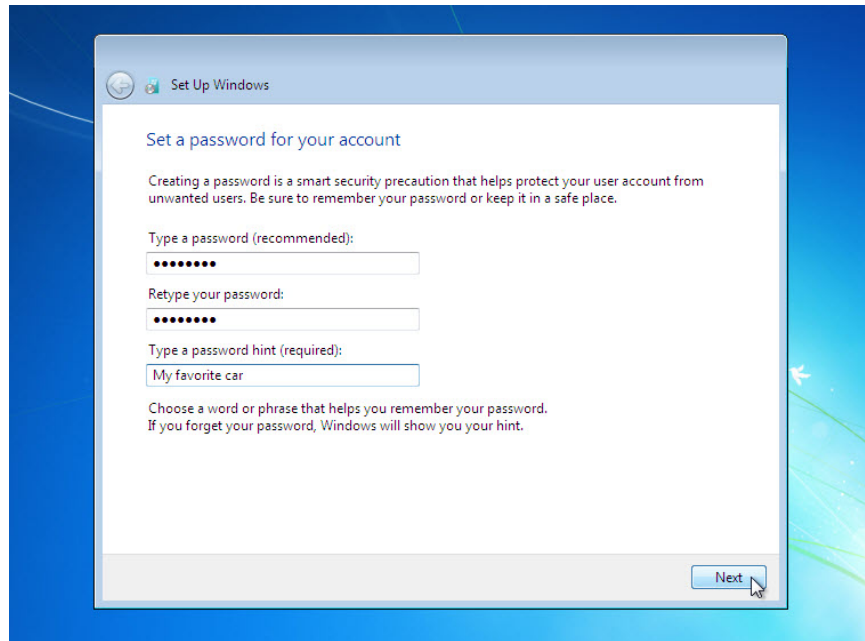 Set Up Windows
Set a password for your account
Creating a password is a smart security precaution that helps protect your user account from
unwanted users. Be sure to remember your password or keep it in a safe place.
Type a password (recommended):
••••••••
Retype your password:
••••••••
Type a password hint (required):
My favorite car
Choose a word or phrase that helps you remember your password.
If you forget your password, Windows will show you your hint.
Next